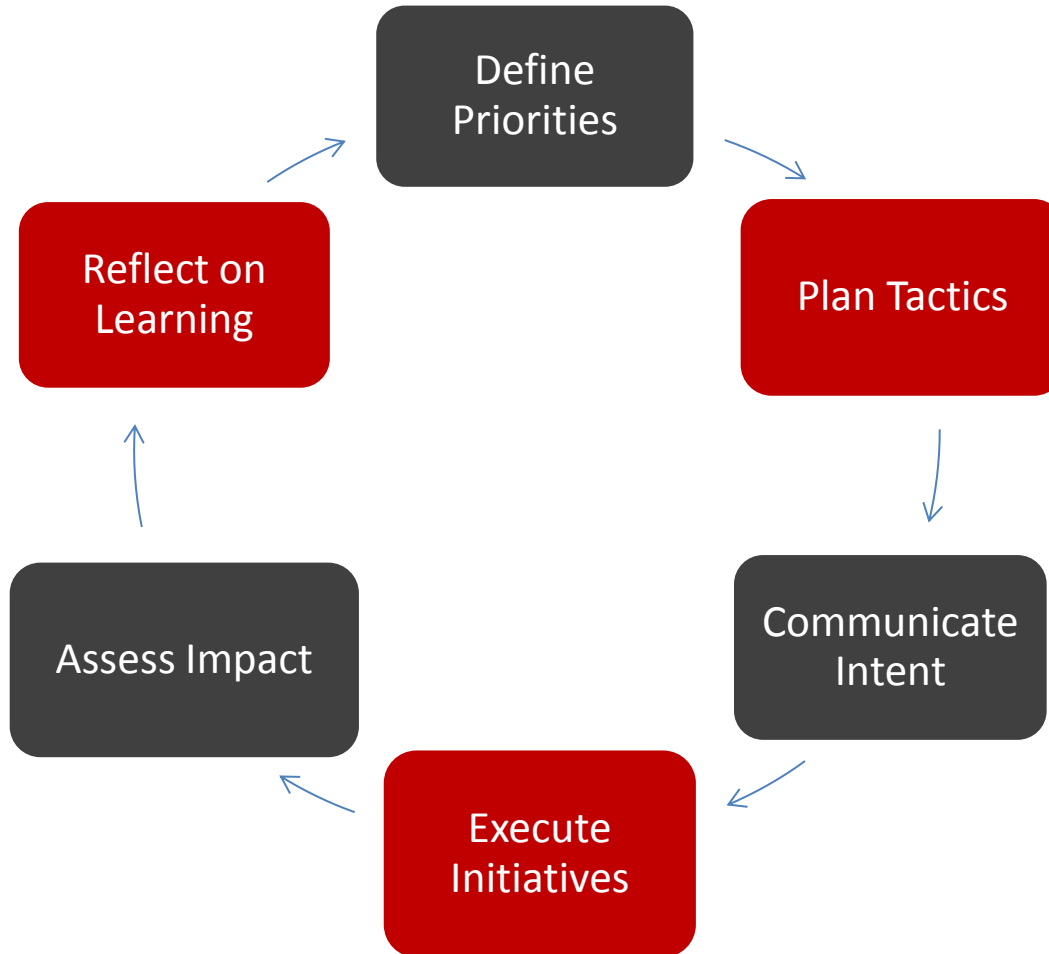 Define
Priorities
Plan Tactics
Communicate
Intent
Execute
Initiatives
Assess Impact
Reflect on
Learning